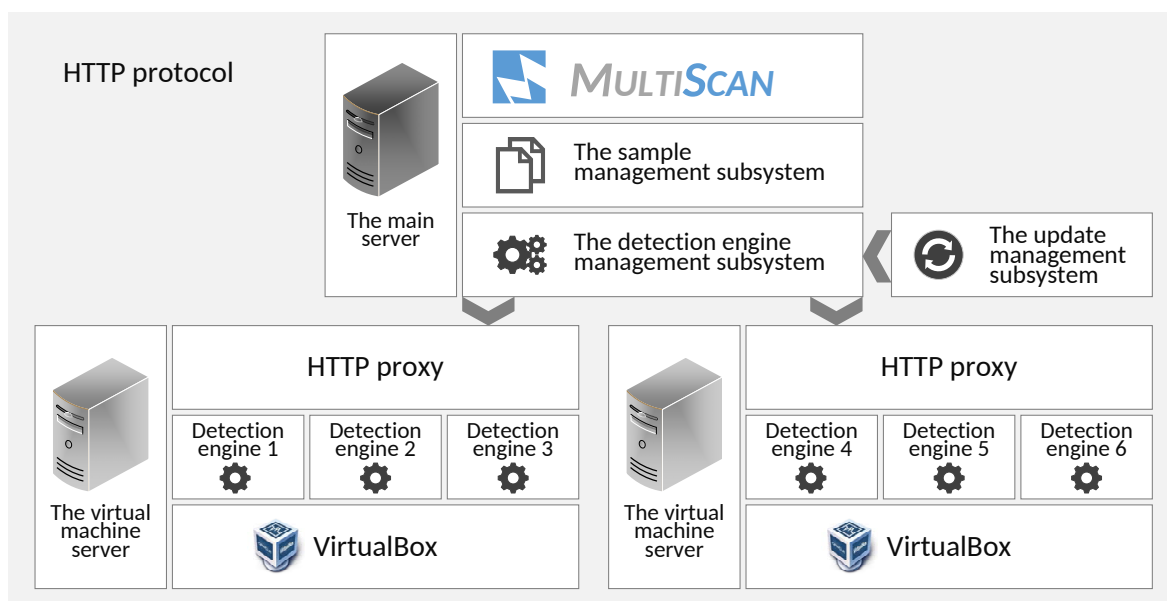 HTTP protocol
MULTISCAN
The sample
management subsystem
The main
server
The detection engine
management subsystem
The update
management
subsystem
HTTP proxy
Detection
engine 1
Detection
engine 2
Detection
engine 3
The virtual
machine
server
VirtualBox
HTTP proxy
Detection
engine 4
Detection
engine 5
Detection
engine 6
The virtual
machine
server
VirtualBox